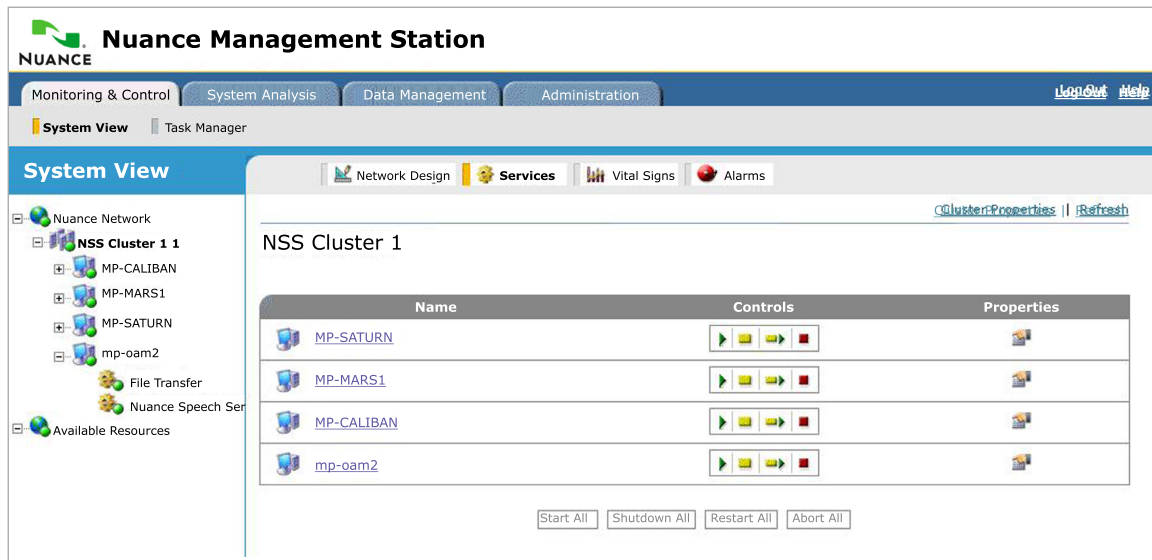 NUANCE Nuance Management Station
Monitoring & Control System Analysis Data Management Administration Log Out Help
System View Task Manager
System View Network Design Services Vital Signs Alarms
Cluster Properties | Refresh
Nuance Network
NSS Cluster 1 1
MP-CALIBAN
MP-MARS1
MP-SATURN
mp-oam2
File Transfer
Nuance Speech Ser
Available Resources
NSS Cluster 1
Name Controls Properties
MP-SATURN
MP-MARS1
MP-CALIBAN
mp-oam2
Start All Shutdown All Restart All Abort All